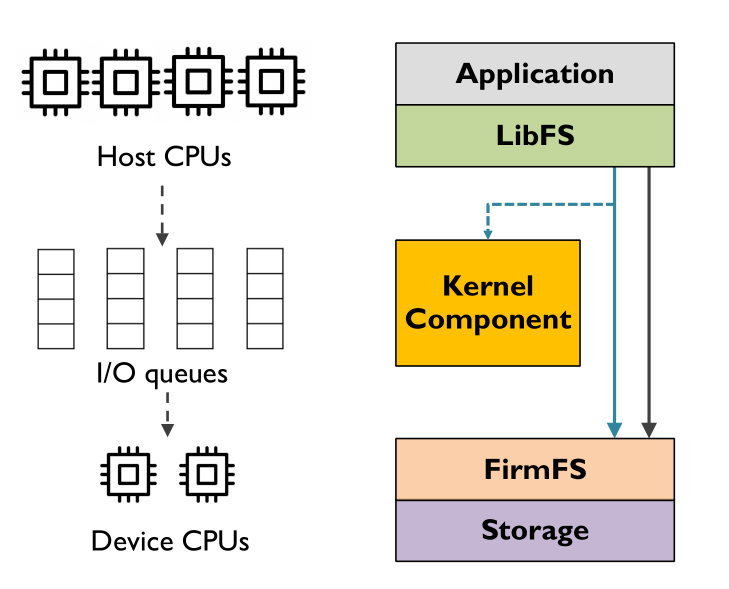 Host CPUs
I/O queues
Device CPUs
Application
LibFS
Kernel
Component
FirmFS
Storage